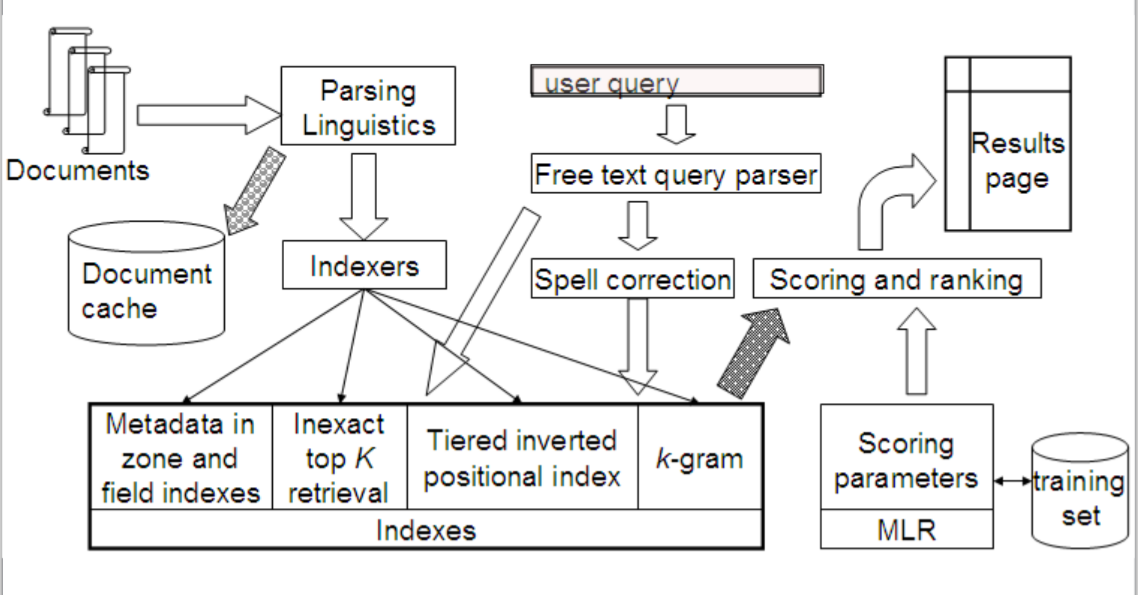 Documents
Parsing
Linguistics
user query
Free text query parser
Results
page
Document
cache
Indexers
Spell correction
Scoring and ranking
Metadata in
zone and
field indexes
Inexact
top K
retrieval
Tiered inverted
positional index
k-gram
Indexes
Scoring
parameters
MLR
training
set